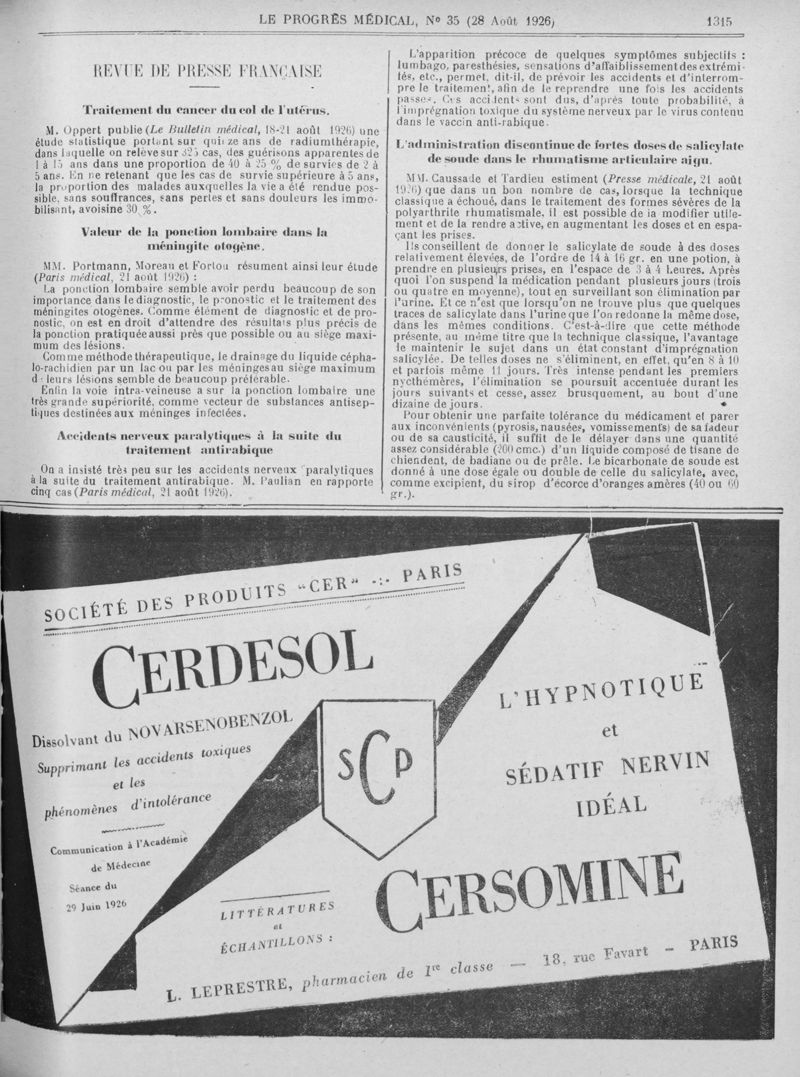 LE PROGRÈS MÉDICAL, N° 35 (28 Août 1926)
1315
REVUE DE PRESSE FRANÇAISE
Traitement du cancer du col de l'utérus.
M. Oppert publie (Le Bulletin médical, 18-21 août 1926) une
étude statistique portant sur quinze ans de radiumthérapie,
dans laquelle on relève sur 325 cas, des guérisons apparentes de
1 à 15 ans dans une proportion de 40 à 25 % de survies de 2 à
5 ans. En ne retenant que les cas de survie supérieure à 5 ans,
la proportion des malades auxquelles la vie a été rendue pos-
sible, sans souffrances, sans pertes et sans douleurs les immo-
bilisant, avoisine 30 %.
Valeur de la ponction lombaire dans la
méningite otogène.
MM. Portmann, Moreau et Forton résument ainsi leur étude
(Paris médical, 21 août 1926) :
La ponction lombaire semble avoir perdu beaucoup de son
importance dans le diagnostic, le pronostic et le traitement des
méningites otogènes. Comme élément de diagnostic et de pro-
nostic, on est en droit d'attendre des résultats plus précis de
la ponction pratiquée aussi près que possible ou au siège maxi-
mum des lésions.
Comme méthode thérapeutique, le drainage du liquide cépha-
lo-rachidien par un lac ou par les méninges au siège maximum
de leurs lésions semble de beaucoup préférable.
Enfin la voie intra-veineuse a sur la ponction lombaire une
très grande supériorité, comme vecteur de substances antisep-
tiques destinées aux méninges infectées.
Accidents nerveux paralytiques à la suite du
traitement antirabique
On a insisté très peu sur les accidents nerveux paralytiques
à la suite du traitement antirabique. M. Paulian en rapporte
cinq cas (Paris médical, 21 août 1926).
L'apparition précoce de quelques symptômes subjectifs :
lumbago, paresthésies, sensations d'affaiblissement des extrémi-
tés, etc., permet, dit-il, de prévoir les accidents et d'interrom-
pre le traitement, afin de le reprendre une fois les accidents
passés. Ces accidents sont dus, d'après toute probabilité, à
l'imprégnation toxique du système nerveux par le virus contenu
dans le vaccin anti-rabique.
L'administration discontinue de fortes doses de salicylate
de soude dans le rhumatisme articulaire aigu.
MM. Caussade et Tardieu estiment (Presse médicale, 21 août
1926) que dans un bon nombre de cas, lorsque la technique
classique a échoué, dans le traitement des formes sévères de la
polyarthrite rhumatismale, il est possible de la modifier utile-
ment et de la rendre active, en augmentant les doses et en espa-
çant les prises.
Ils conseillent de donner le salicylate de soude à des doses
relativement élevées, de l'ordre de 14 à 16 gr. en une potion, à
prendre en plusieurs prises, en l'espace de 3 à 4 heures. Après
quoi l'on suspend la médication pendant plusieurs jours (trois
ou quatre en moyenne), tout en surveillant son élimination par
l'urine. Et ce n'est que lorsqu'on ne trouve plus que quelques
traces de salicylate dans l'urine que l'on redonne la même dose,
dans les mêmes conditions. C'est-à-dire que cette méthode
présente, au même titre que la technique classique, l'avantage
le maintenir le sujet dans un état constant d'imprégnation
salicylée. De telles doses ne s'éliminent, en effet, qu'en 8 à 10
et parfois même 11 jours. Très intense pendant les premiers
nycthémères, l'élimination se poursuit accentuée durant les
jours suivants et cesse, assez brusquement, au bout d'une
dizaine de jours.
Pour obtenir une parfaite tolérance du médicament et parer
aux inconvénients (pyrosis, nausées, vomissements) de sa fadeur
ou de sa causticité, il suffit de le délayer dans une quantité
assez considérable (200 cmc.) d'un liquide composé de tisane de
chiendent, de badiane ou de prêle. Le bicarbonate de soude est
donné à une dose égale ou double de celle du salicylate, avec,
comme excipient, du sirop d'écorce d'oranges amères (40 ou 60
gr.).
SOCIÉTÉ DES PRODUITS "CER" -:- PARIS
CERDESOL
Dissolvant du NOVARSENOBENZOL
Supprimant les accidents toxiques
et les
phénomènes d'intolérance
Communication à l'Académie
de Médecine
Séance du
29 Juin 1926
SCP
L'HYPNOTIQUE
et
SÉDATIF NERVIN
IDÉAL
CERSOMINE
LITTÉRATURES
et
ÉCHANTILLONS :
L. LEPRESTRE, pharmacien de 1re classe — 18, rue Favart — PARIS